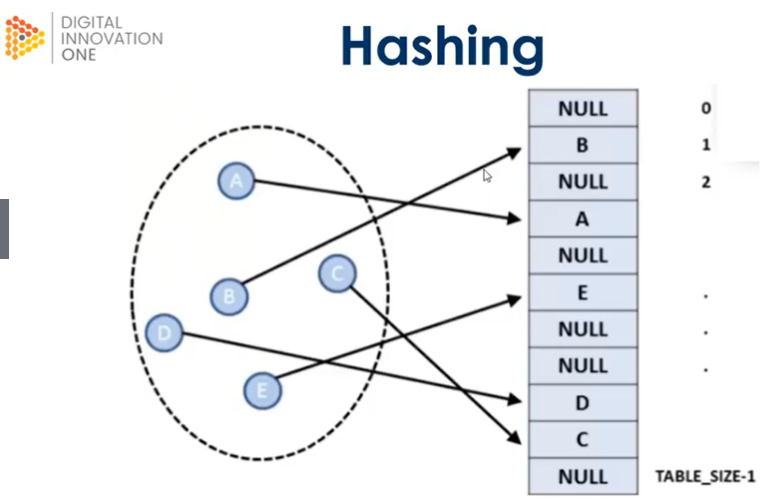 DIGITAL
INNOVATION
ONE
Hashing
A
B
C
D
E
NULL 0
B 1
NULL 2
A
NULL
E .
NULL .
NULL .
D
C
NULL TABLE_SIZE-1